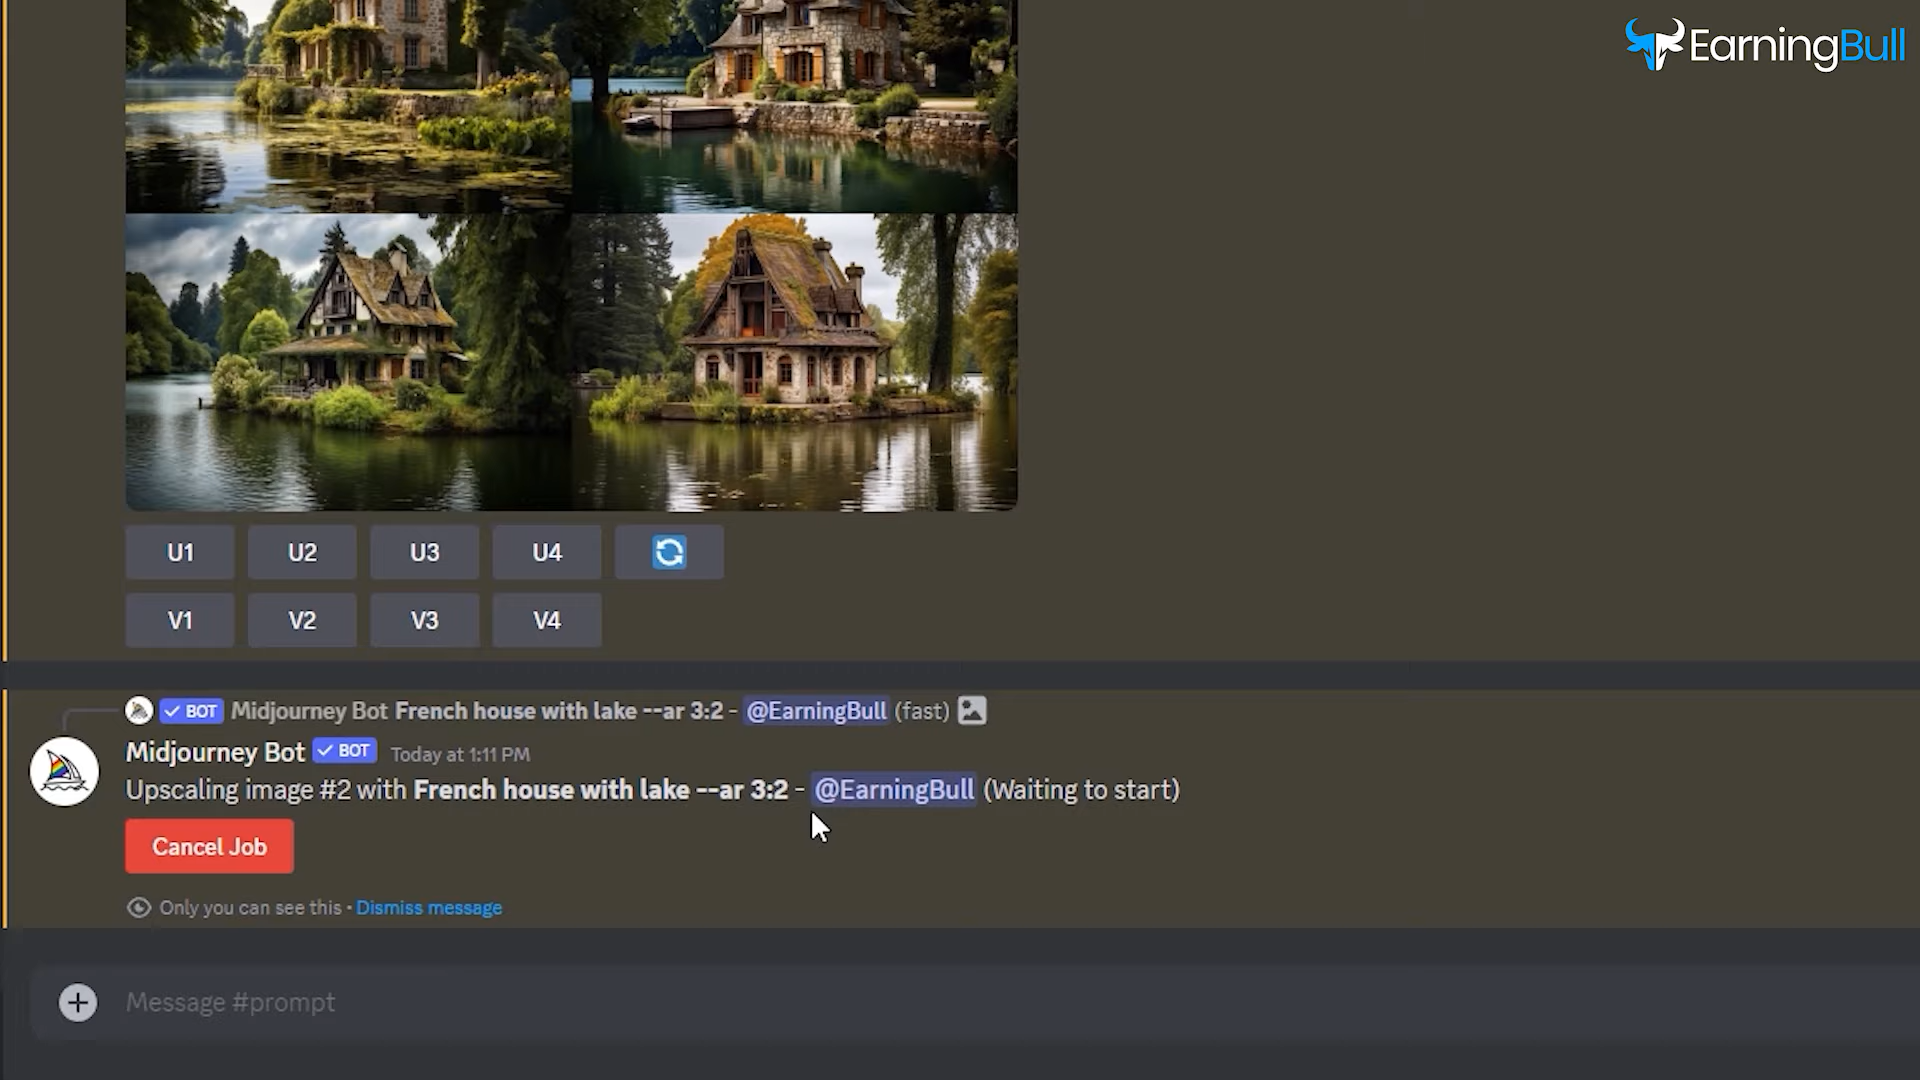 EarningBull
U1 U2 U3 U4
V1 V2 V3 V4
BOT Midjourney Bot French house with lake --ar 3:2 - @EarningBull (fast)
Midjourney Bot BOT Today at 1:11 PM
Upscaling image #2 with French house with lake --ar 3:2 - @EarningBull (Waiting to start)
Cancel Job
Only you can see this • Dismiss message
Message #prompt